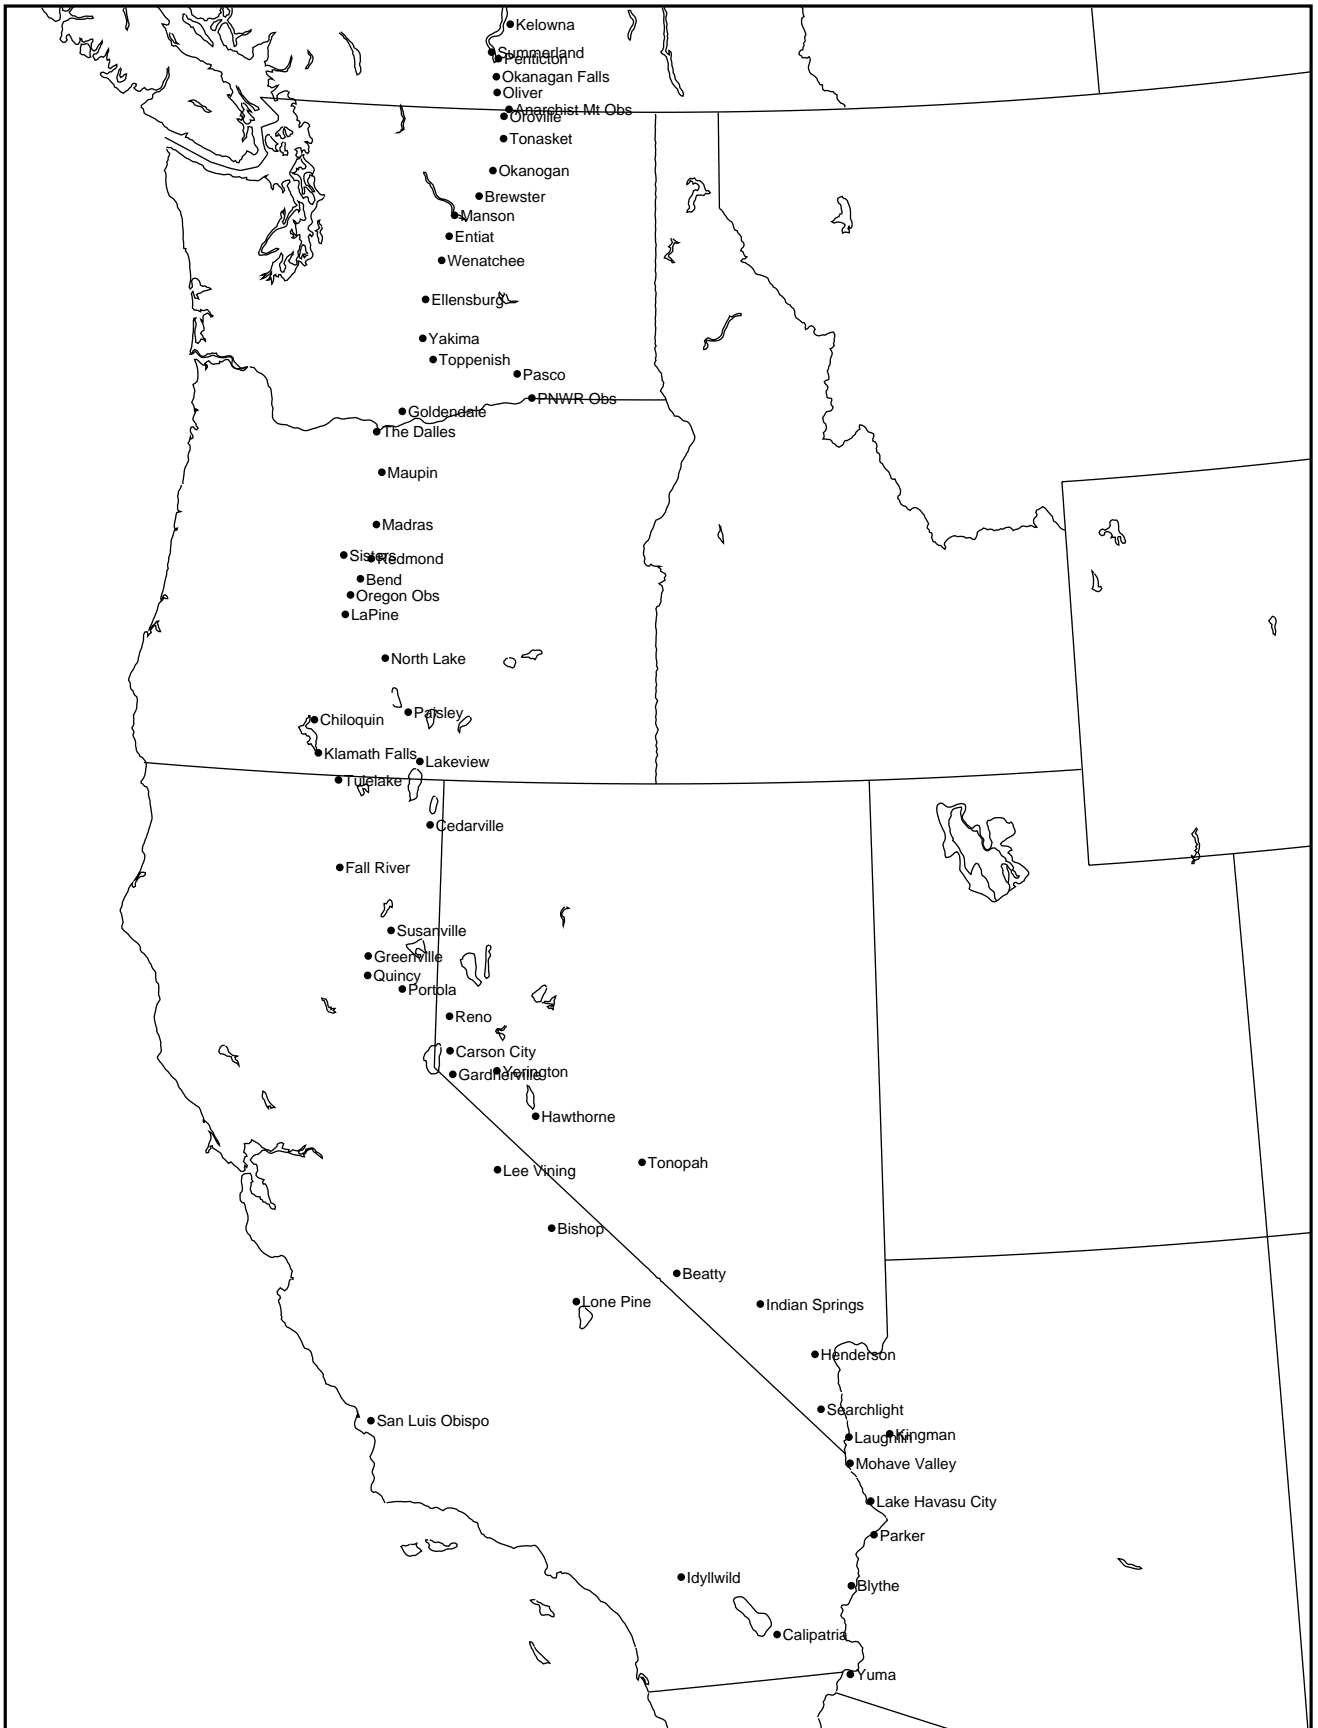 Kelowna
Summerland
Penticton
Okanagan Falls
Oliver
Anarchist Mt Obs
Oroville
Tonasket
Okanogan
Brewster
Manson
Entiat
Wenatchee
Ellensburg
Yakima
Toppenish
Pasco
PNWR Obs
Goldendale
The Dalles
Maupin
Madras
Sisters
Redmond
Bend
Oregon Obs
LaPine
North Lake
Paisley
Chiloquin
Klamath Falls
Lakeview
Tulelake
Cedarville
Fall River
Susanville
Greenville
Quincy
Portola
Reno
Carson City
Yerington
Gardnerville
Hawthorne
Tonopah
Lee Vining
Bishop
Beatty
Lone Pine
Indian Springs
Henderson
Searchlight
San Luis Obispo
Kingman
Laughlin
Mohave Valley
Lake Havasu City
Parker
Idyllwild
Blythe
Calipatria
Yuma